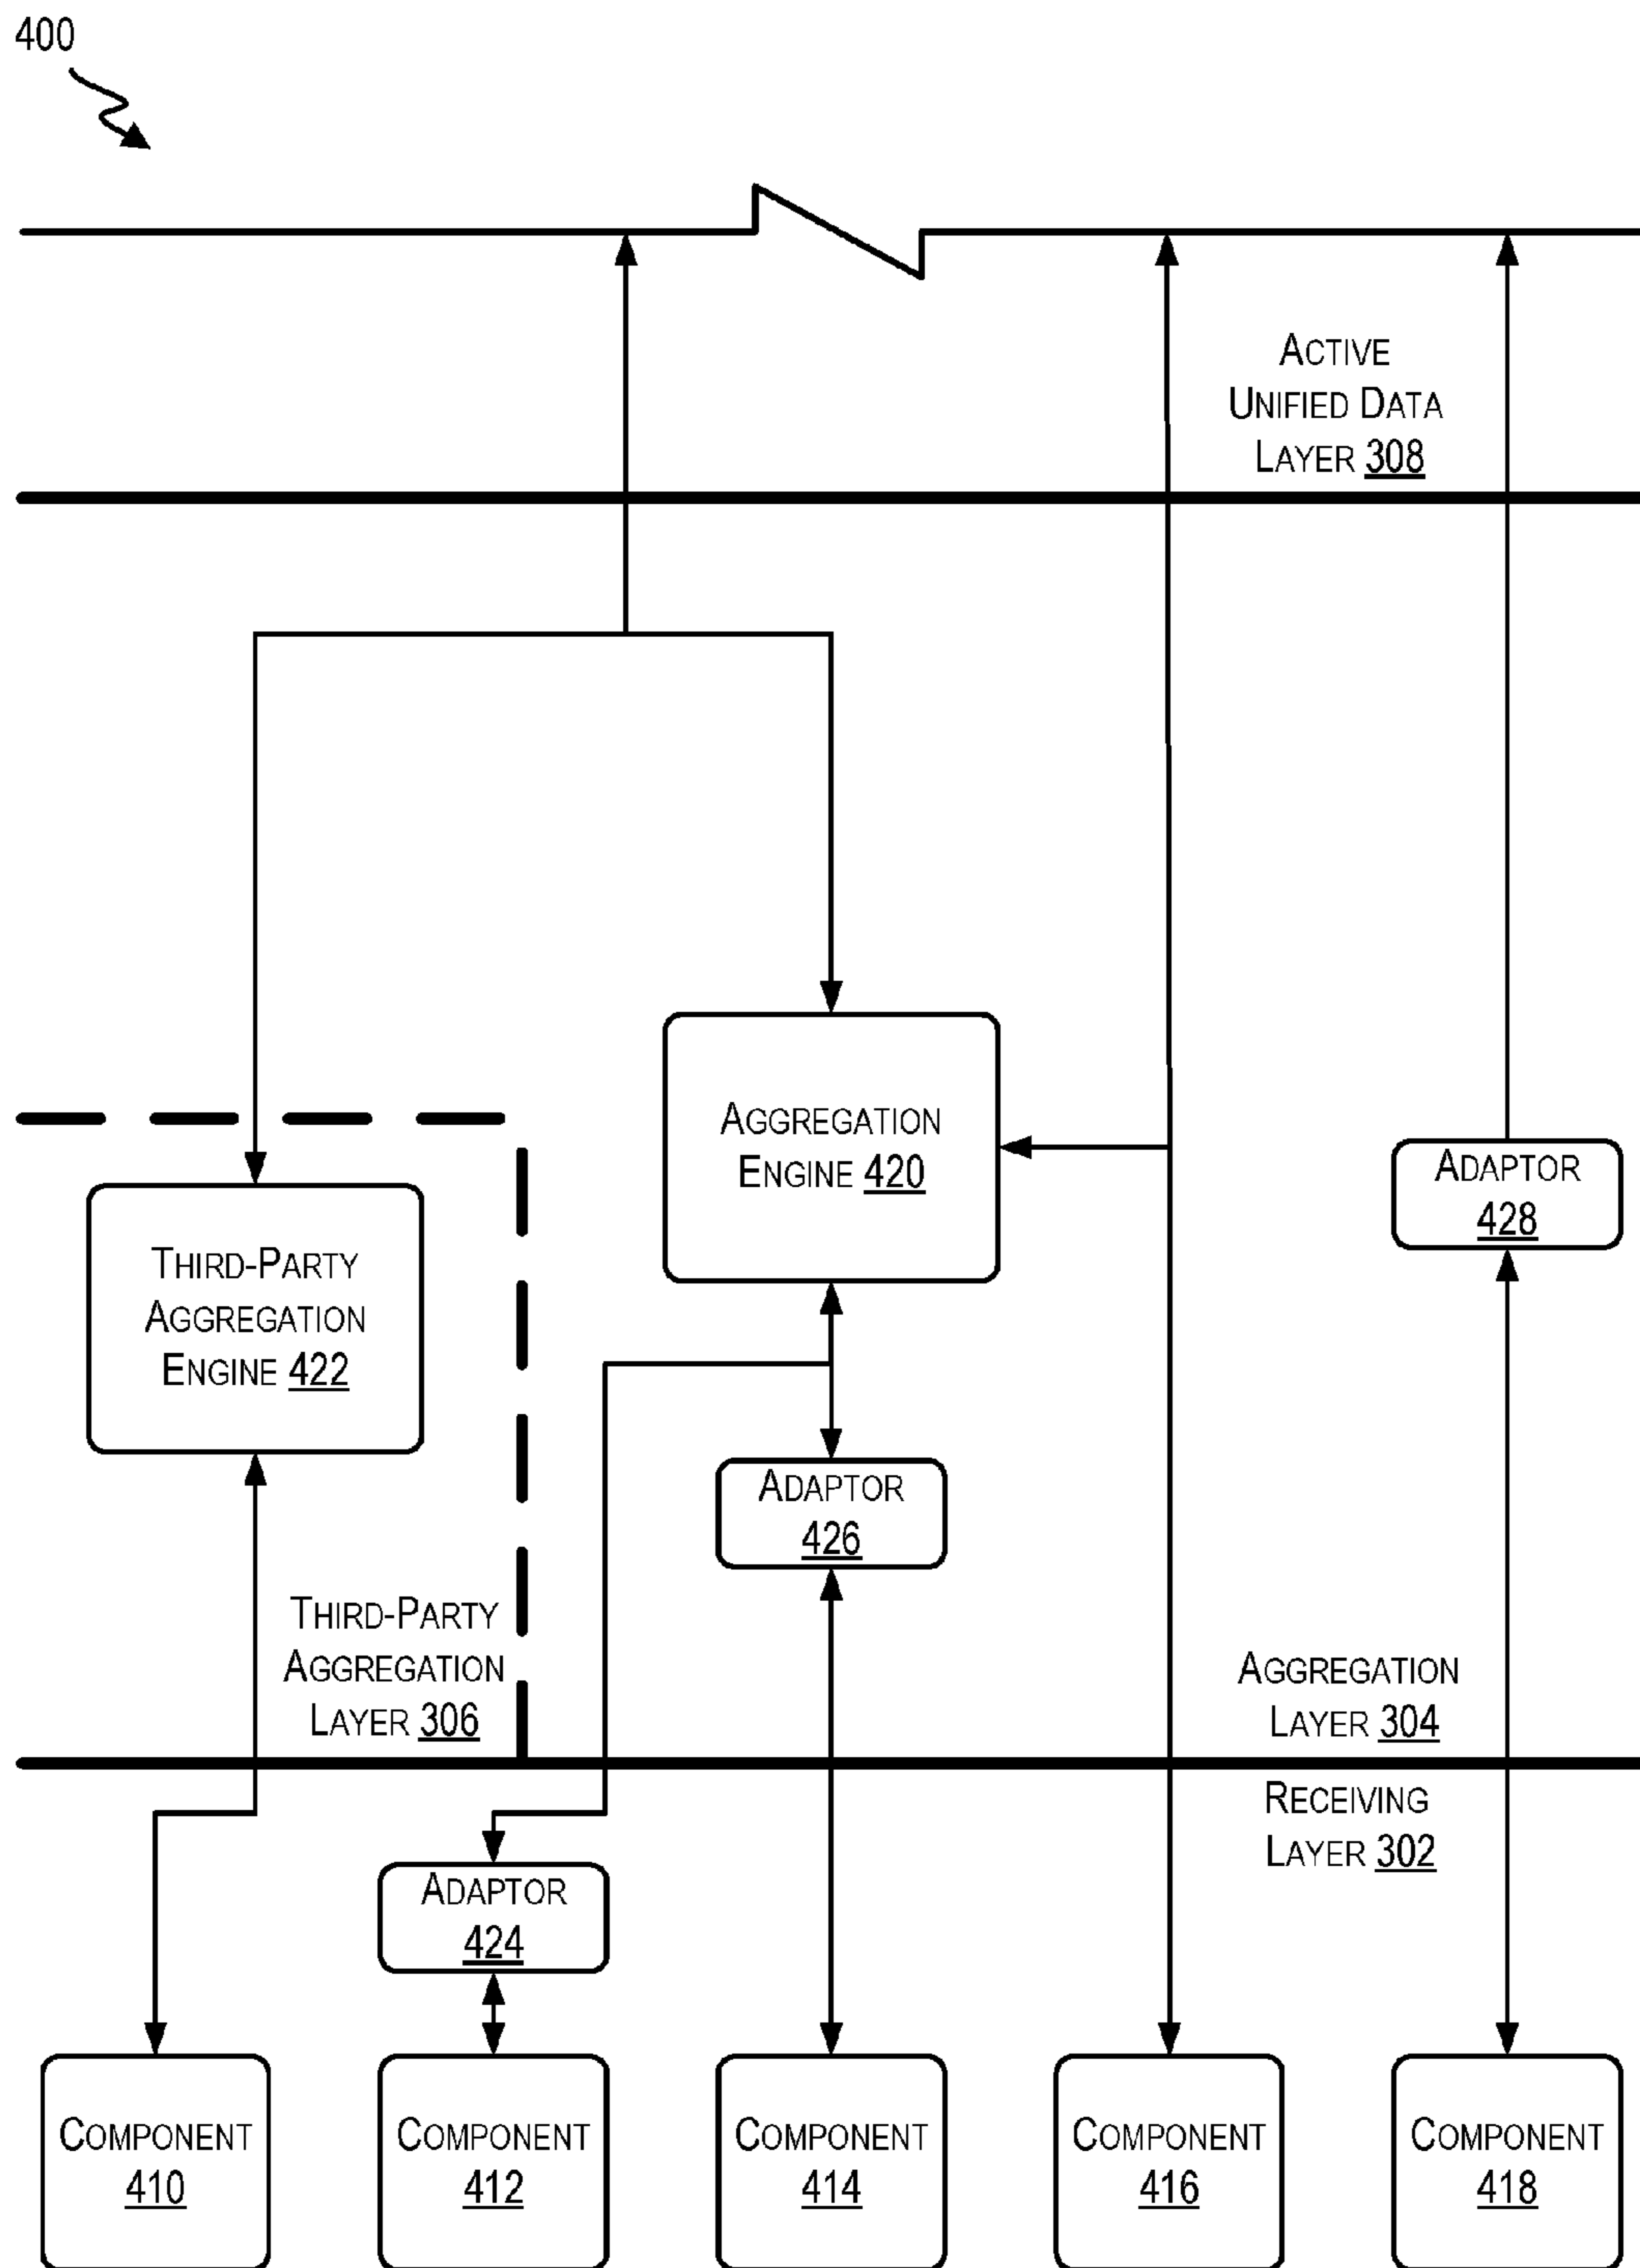 400
ACTIVE
UNIFIED DATA
LAYER 308
AGGREGATION
ENGINE 420
ADAPTOR
428
THIRD-PARTY
AGGREGATION
ENGINE 422
ADAPTOR
426
THIRD-PARTY
AGGREGATION
LAYER 306
AGGREGATION
LAYER 304
RECEIVING
LAYER 302
ADAPTOR
424
COMPONENT
410
COMPONENT
412
COMPONENT
414
COMPONENT
416
COMPONENT
418